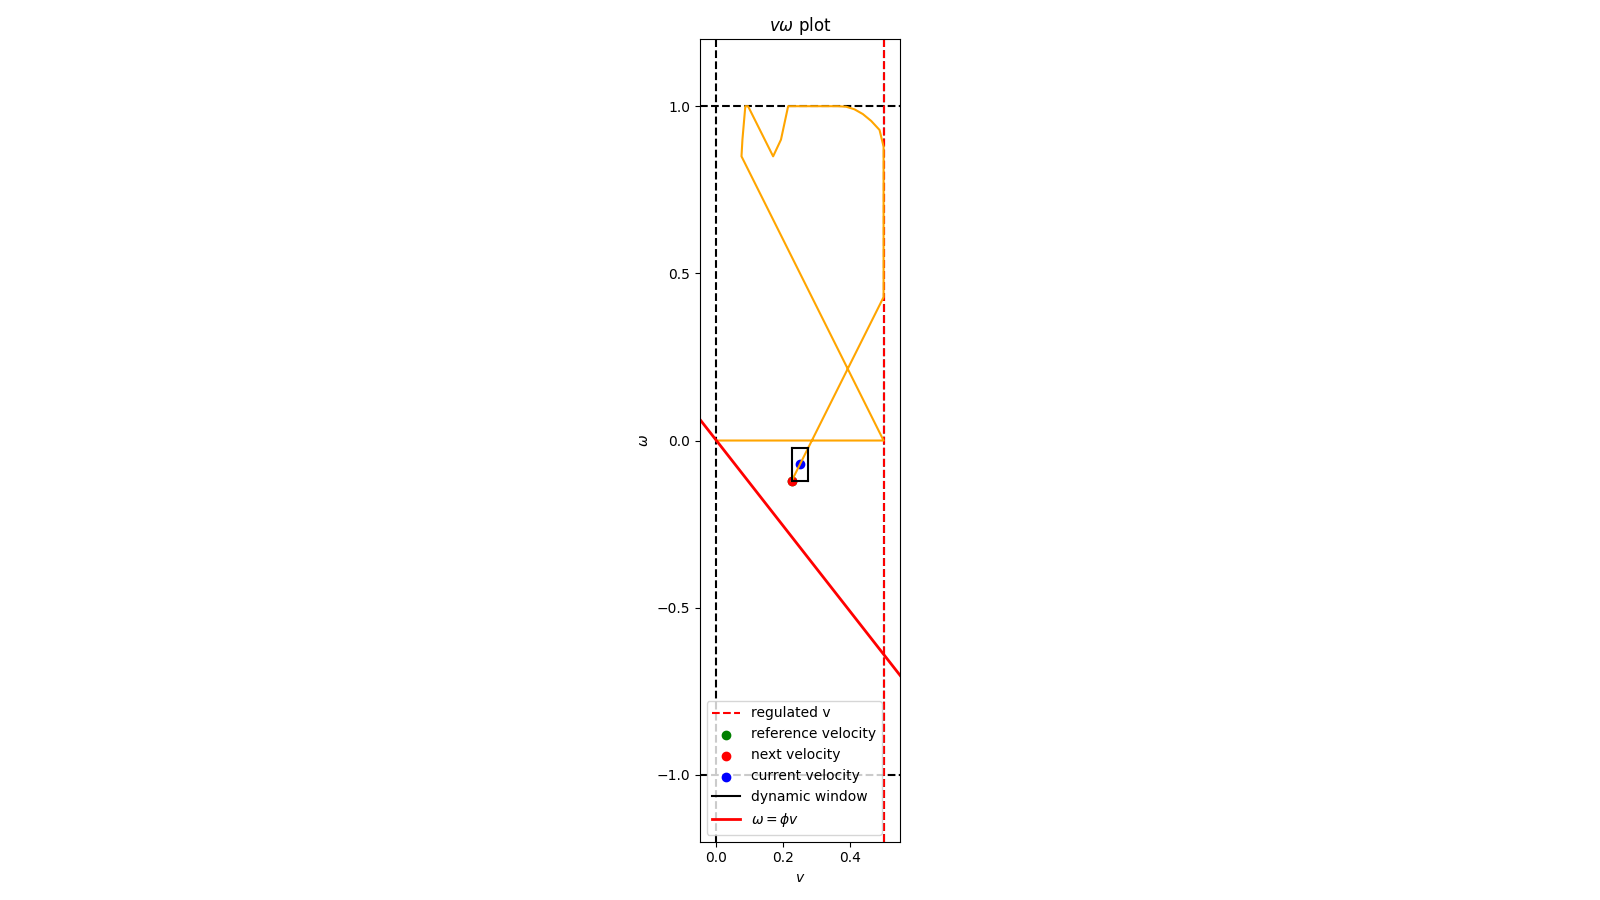 vω plot
1.0
0.5
0.0
−0.5
−1.0
ω
regulated v
reference velocity
next velocity
current velocity
dynamic window
ω = ϕv
0.0 0.2 0.4
v